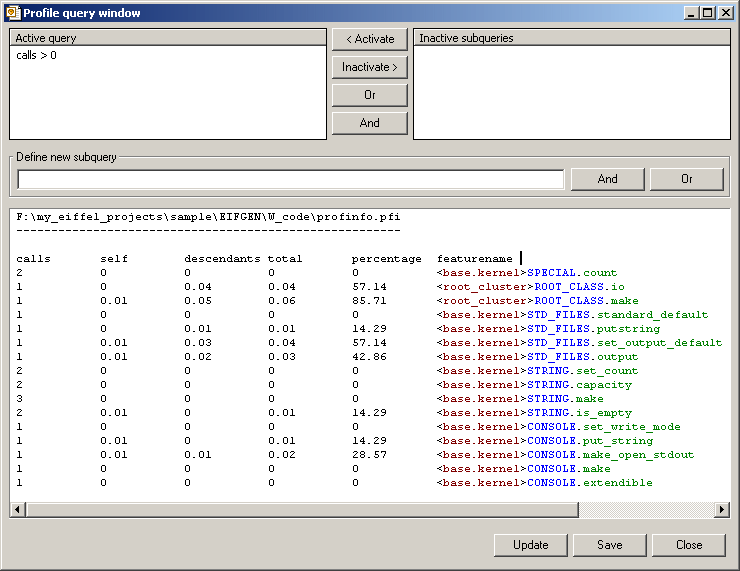 Profile query window
Active query
calls > 0
< Activate
Inactivate >
Or
And
Inactive subqueries
Define new subquery
And
Or
F:\my_eiffel_projects\sample\EIFGEN\W_code\profinfo.pfi
-------------------------------------------------------
calls self descendants total percentage featurename
2 0 0 0 0 <base.kernel>SPECIAL.count
1 0 0.04 0.04 57.14 <root_cluster>ROOT_CLASS.io
1 0.01 0.05 0.06 85.71 <root_cluster>ROOT_CLASS.make
1 0 0 0 0 <base.kernel>STD_FILES.standard_default
1 0 0.01 0.01 14.29 <base.kernel>STD_FILES.putstring
1 0.01 0.03 0.04 57.14 <base.kernel>STD_FILES.set_output_default
1 0.01 0.02 0.03 42.86 <base.kernel>STD_FILES.output
2 0 0 0 0 <base.kernel>STRING.set_count
2 0 0 0 0 <base.kernel>STRING.capacity
3 0 0 0 0 <base.kernel>STRING.make
2 0.01 0 0.01 14.29 <base.kernel>STRING.is_empty
1 0 0 0 0 <base.kernel>CONSOLE.set_write_mode
1 0.01 0 0.01 14.29 <base.kernel>CONSOLE.put_string
1 0.01 0.01 0.02 28.57 <base.kernel>CONSOLE.make_open_stdout
1 0 0 0 0 <base.kernel>CONSOLE.make
1 0 0 0 0 <base.kernel>CONSOLE.extendible
Update
Save
Close